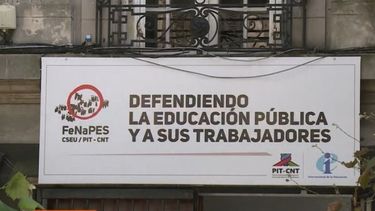 DEFENDIENDO
LA EDUCACIÓN PÚBLICA
Y A SUS TRABAJADORES
FeNaPES
CSEU / PIT - CNT
PIT-CNT